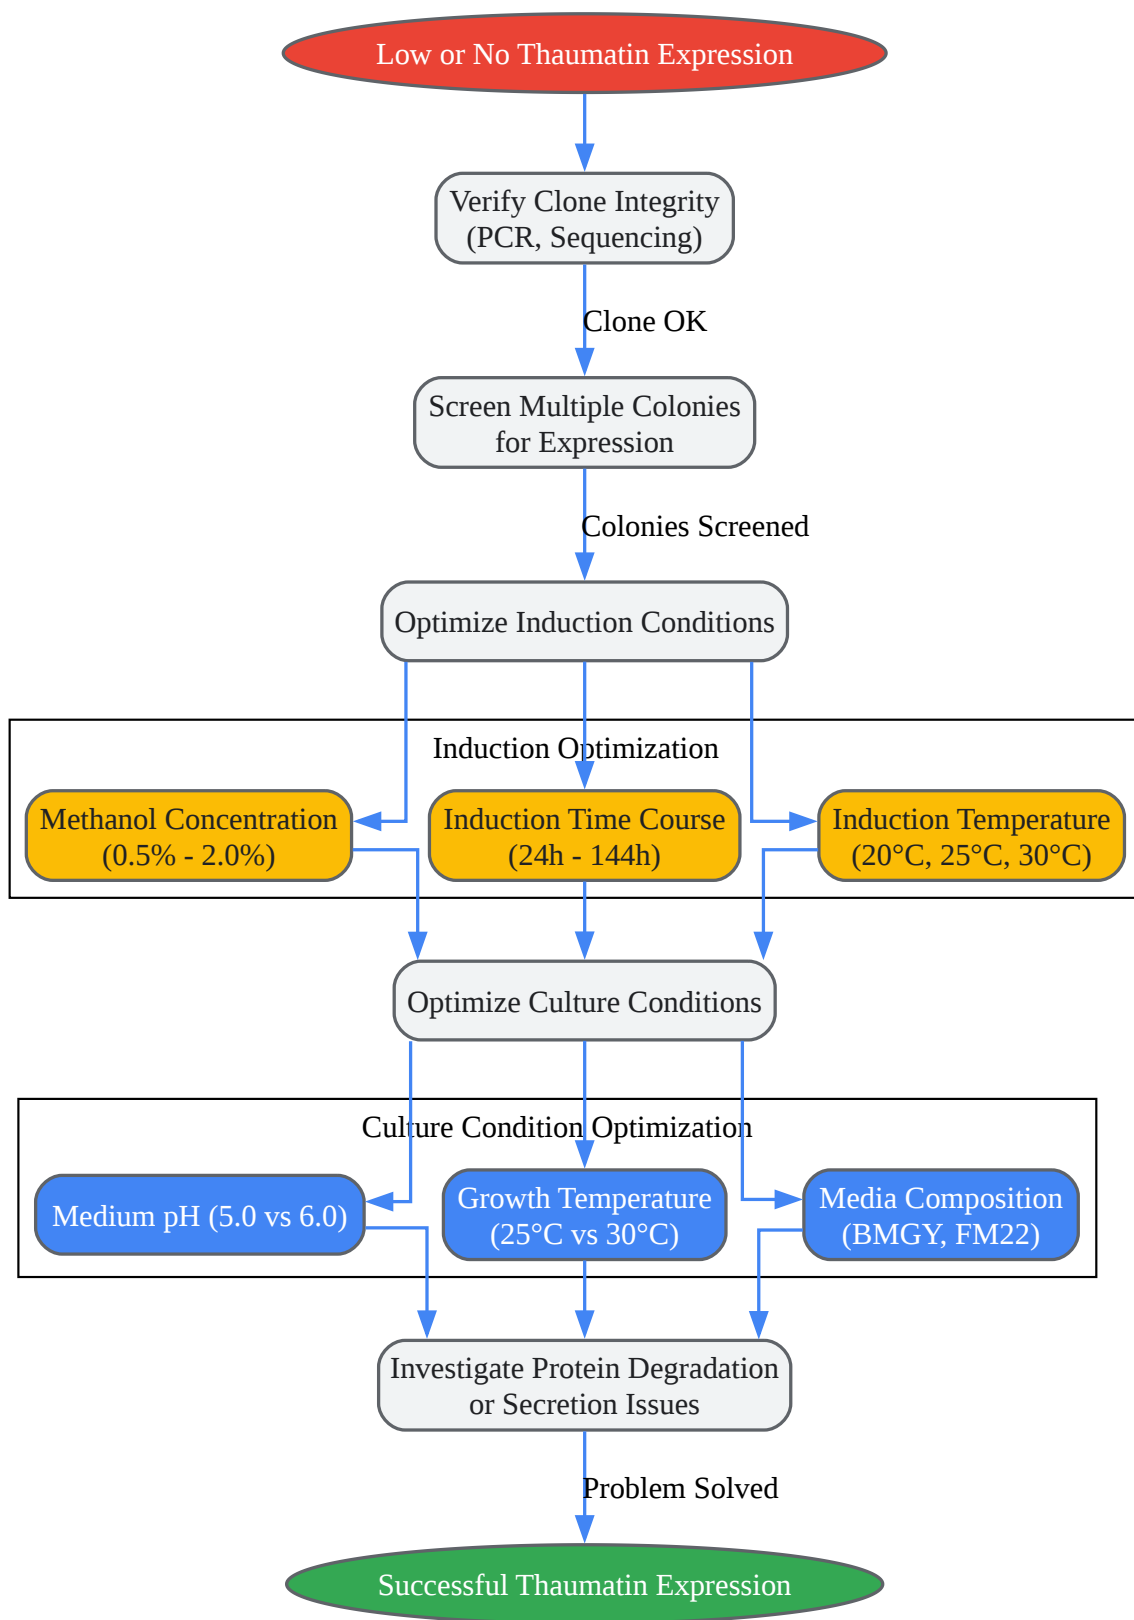 Low or No Thaumatin Expression
Verify Clone Integrity
(PCR, Sequencing)
Clone OK
Screen Multiple Colonies
for Expression
Colonies Screened
Optimize Induction Conditions
Induction Optimization
Methanol Concentration
(0.5% - 2.0%)
Induction Time Course
(24h - 144h)
Induction Temperature
(20°C, 25°C, 30°C)
Optimize Culture Conditions
Culture Condition Optimization
Medium pH (5.0 vs 6.0)
Growth Temperature
(25°C vs 30°C)
Media Composition
(BMGY, FM22)
Investigate Protein Degradation
or Secretion Issues
Problem Solved
Successful Thaumatin Expression